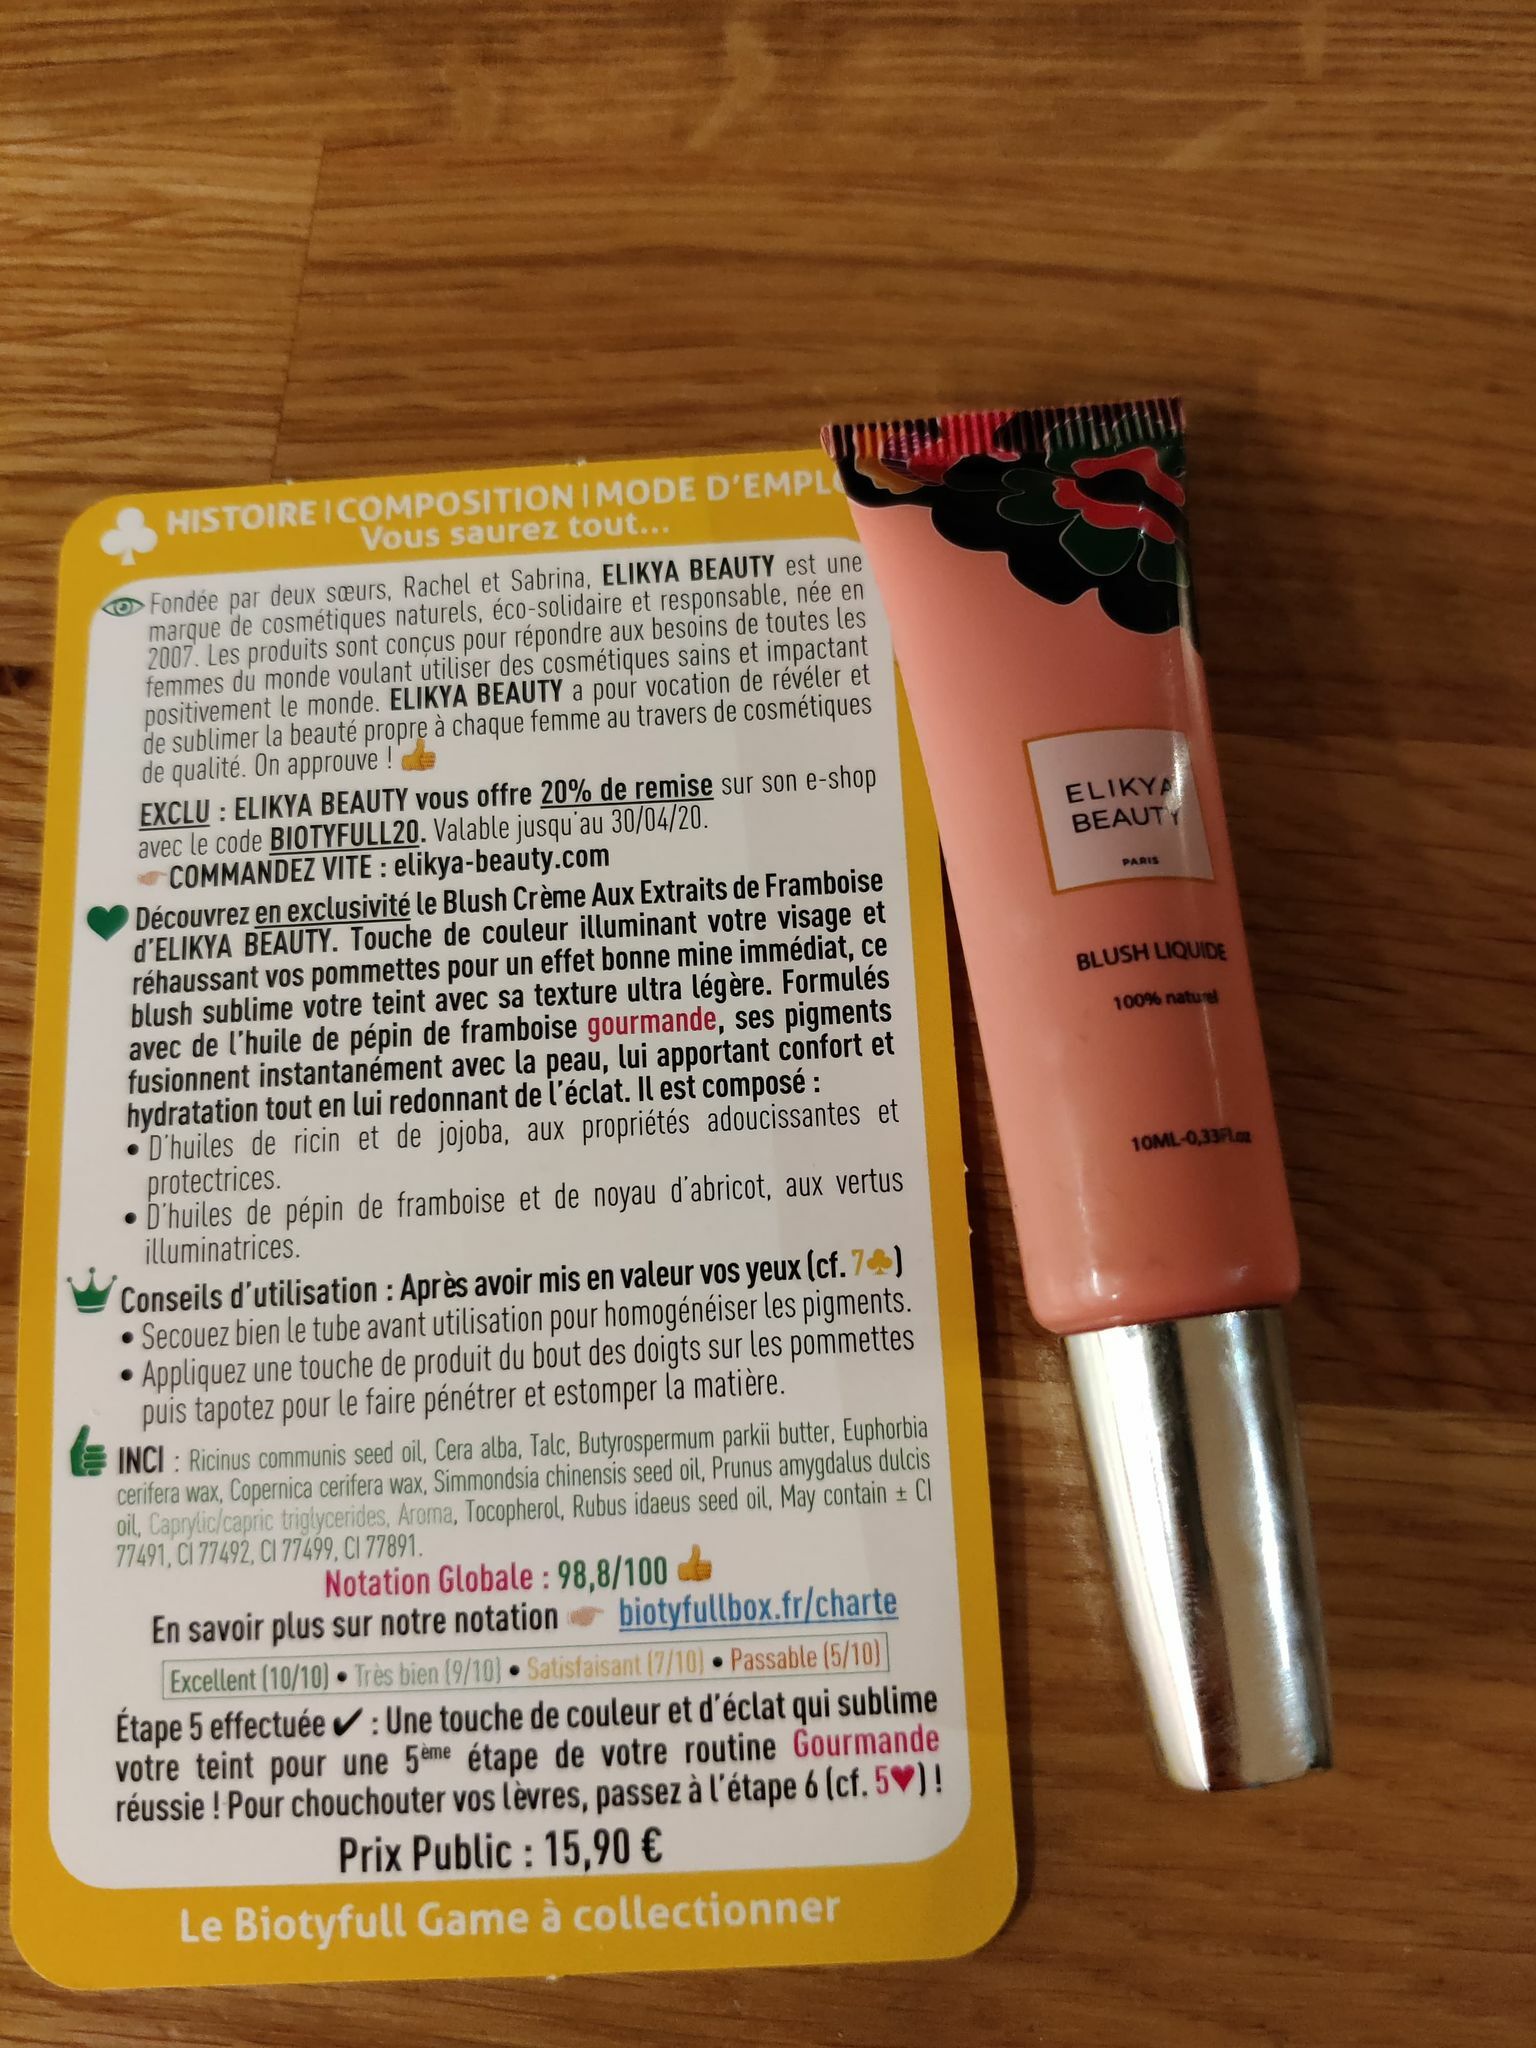 HISTOIRE | COMPOSITION | MODE D'EMPLO
Vous saurez tout...
Fondée par deux sœurs, Rachel et Sabrina, ELIKYA BEAUTY est une
marque de cosmétiques naturels, éco-solidaire et responsable, née en
2007. Les produits sont conçus pour répondre aux besoins de toutes les
femmes du monde voulant utiliser des cosmétiques sains et impactant
positivement le monde. ELIKYA BEAUTY a pour vocation de révéler et
de sublimer la beauté propre à chaque femme au travers de cosmétiques
de qualité. On approuve !
EXCLU : ELIKYA BEAUTY vous offre 20% de remise sur son e-shop
avec le code BIOTYFULL20. Valable jusqu'au 30/04/20.
COMMANDEZ VITE : elikya-beauty.com
Découvrez en exclusivité le Blush Crème Aux Extraits de Framboise
d'ELIKYA BEAUTY. Touche de couleur illuminant votre visage et
réhaussant vos pommettes pour un effet bonne mine immédiat, ce
blush sublime votre teint avec sa texture ultra légère. Formulés
avec de l'huile de pépin de framboise gourmande, ses pigments
fusionnent instantanément avec la peau, lui apportant confort et
hydratation tout en lui redonnant de l'éclat. Il est composé :
• D'huiles de ricin et de jojoba, aux propriétés adoucissantes et
protectrices.
• D'huiles de pépin de framboise et de noyau d'abricot, aux vertus
illuminatrices.
Conseils d'utilisation : Après avoir mis en valeur vos yeux (cf. 7♣)
• Secouez bien le tube avant utilisation pour homogénéiser les pigments.
• Appliquez une touche de produit du bout des doigts sur les pommettes
puis tapotez pour le faire pénétrer et estomper la matière.
INCI : Ricinus communis seed oil, Cera alba, Talc, Butyrospermum parkii butter, Euphorbia
cerifera wax, Copernica cerifera wax, Simmondsia chinensis seed oil, Prunus amygdalus dulcis
oil, Caprylic/capric triglycerides, Aroma, Tocopherol, Rubus idaeus seed oil, May contain ± CI
77491, CI 77492, CI 77499, CI 77891.
Notation Globale : 98,8/100
En savoir plus sur notre notation biotyfullbox.fr/charte
Excellent (10/10) • Très bien (9/10) • Satisfaisant (7/10) • Passable (5/10)
Étape 5 effectuée ✔ : Une touche de couleur et d'éclat qui sublime
votre teint pour une 5ème étape de votre routine Gourmande
réussie ! Pour chouchouter vos lèvres, passez à l'étape 6 (cf. 5♥) !
Prix Public : 15,90 €
Le Biotyfull Game à collectionner
ELIKYA
BEAUTY
PARIS
BLUSH LIQUIDE
100% naturel
10ML-0,33Fl.oz